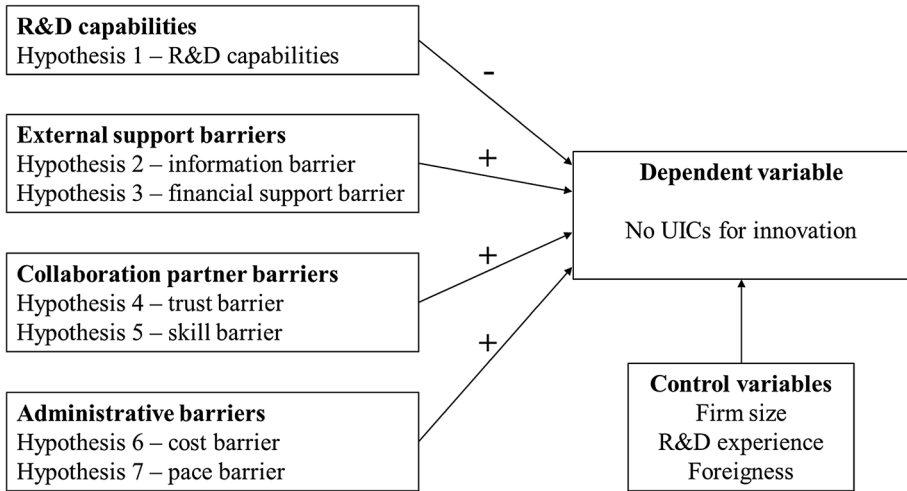 R&D capabilities
Hypothesis 1 – R&D capabilities
-
External support barriers
Hypothesis 2 – information barrier
Hypothesis 3 – financial support barrier
+
Collaboration partner barriers
Hypothesis 4 – trust barrier
Hypothesis 5 – skill barrier
+
Administrative barriers
Hypothesis 6 – cost barrier
Hypothesis 7 – pace barrier
+
Dependent variable
No UICs for innovation
Control variables
Firm size
R&D experience
Foreigness